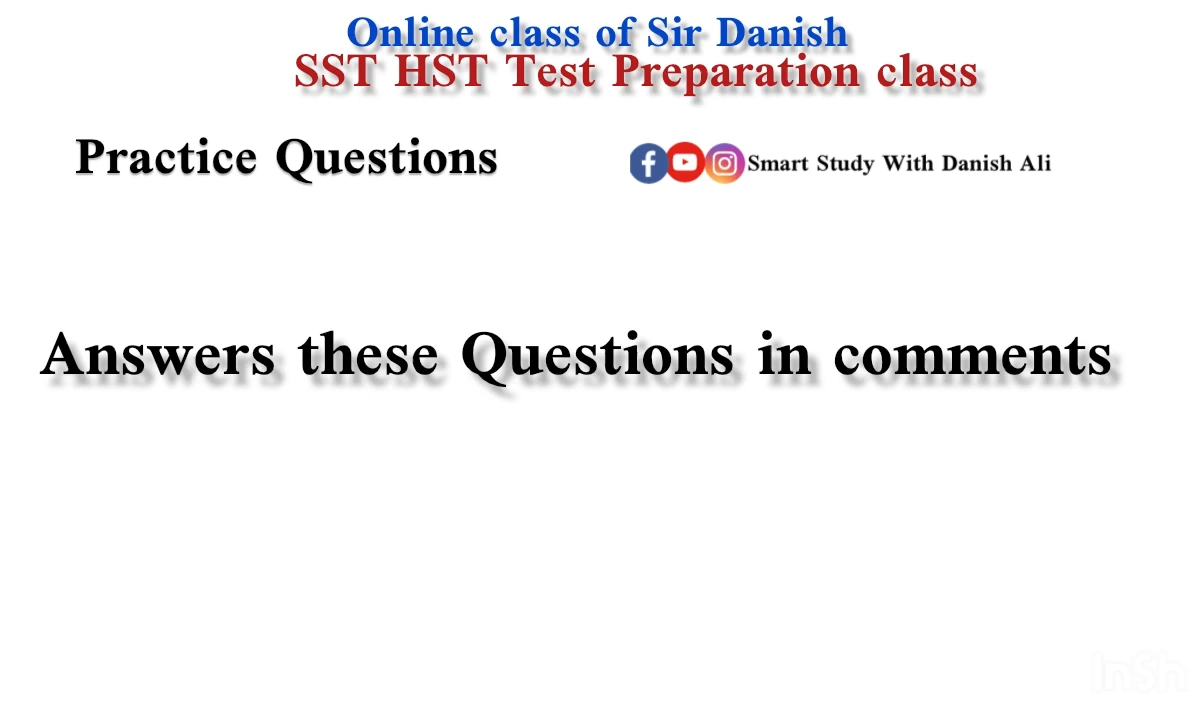 Online class of Sir Danish
SST HST Test Preparation class
Practice Questions
Smart Study With Danish Ali
Answers these Questions in comments
InSh